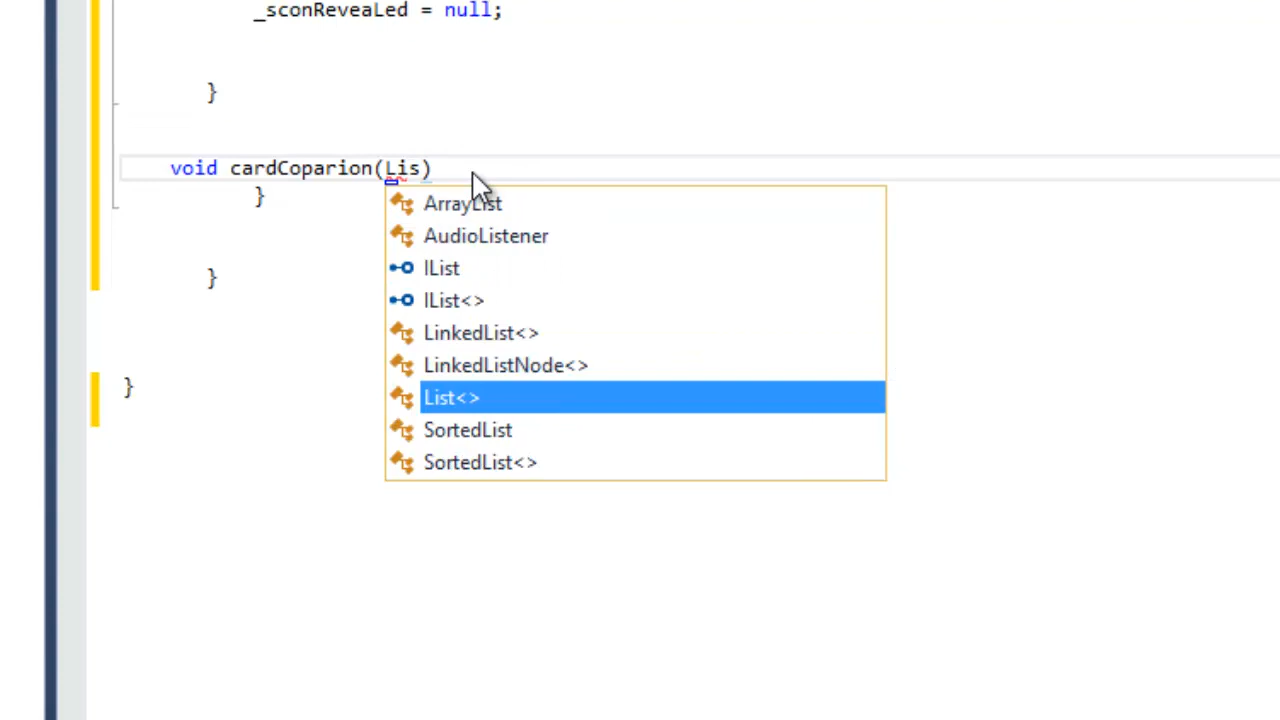 _sconReveaLed = null;
}
void cardCoparion(Lis)
}
ArrayList
AudioListener
}
IList
IList<>
LinkedList<>
LinkedListNode<>
}
List<>
SortedList
SortedList<>